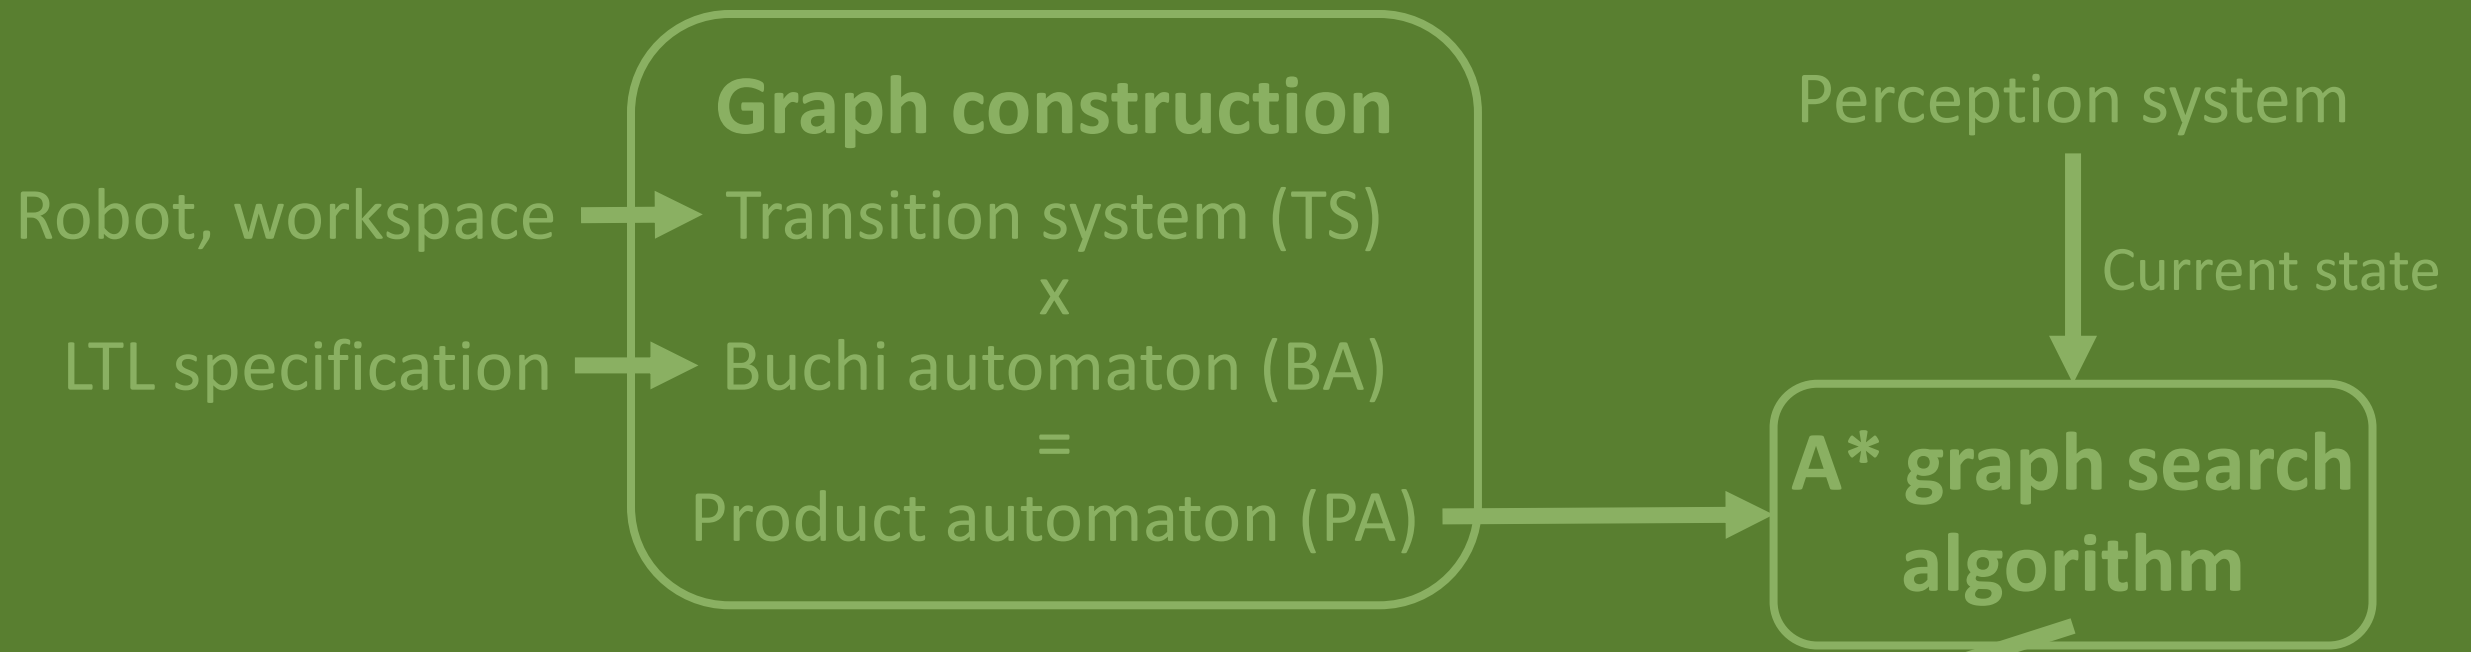 Graph construction
Perception system
Robot, workspace
Transition system (TS)
x
Current state
LTL specification
Buchi automaton (BA)
=
Product automaton (PA)
A* graph search
algorithm